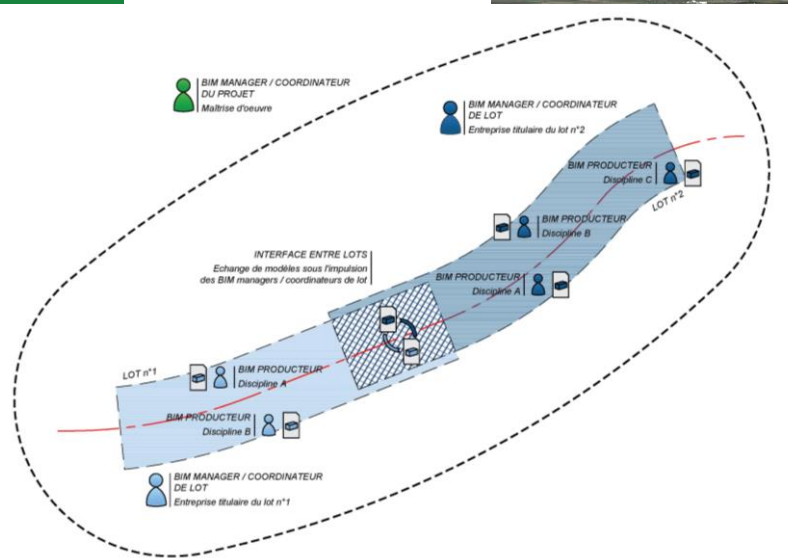 BIM MANAGER / COORDINATEUR
DU PROJET
Maîtrise d'oeuvre
BIM MANAGER / COORDINATEUR
DE LOT
Entreprise titulaire du lot n°2
BIM PRODUCTEUR
Discipline C
LOT n°2
BIM PRODUCTEUR
Discipline B
INTERFACE ENTRE LOTS
Echange de modèles sous l'impulsion
des BIM managers / coordinateurs de lot
BIM PRODUCTEUR
Discipline A
LOT n°1
BIM PRODUCTEUR
Discipline A
BIM PRODUCTEUR
Discipline B
BIM MANAGER / COORDINATEUR
DE LOT
Entreprise titulaire du lot n°1